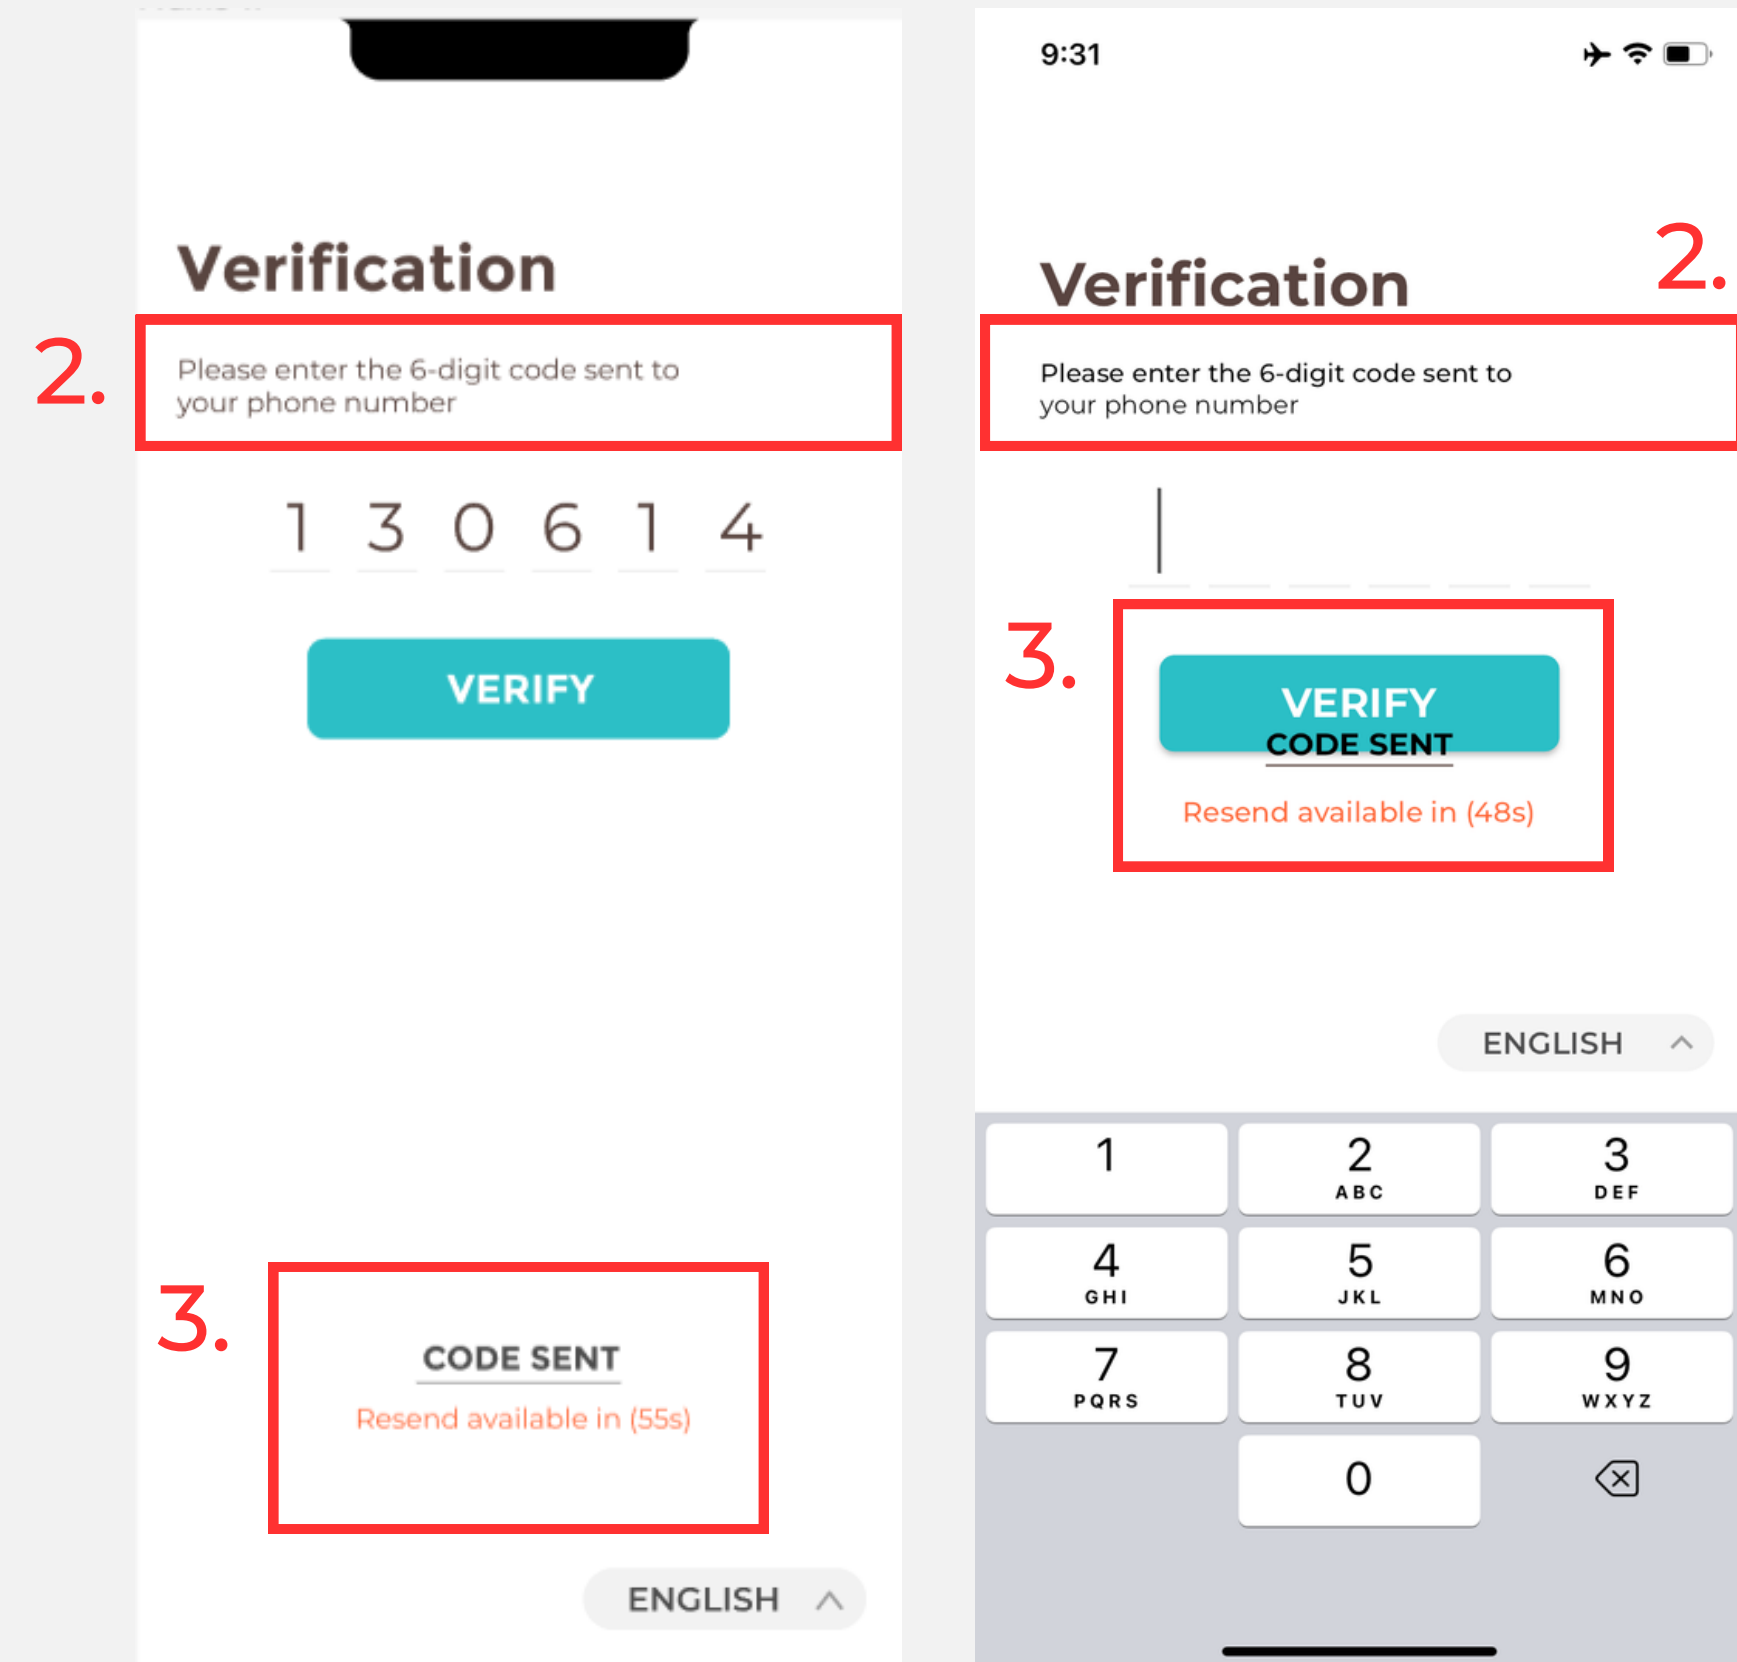 Verification
2.
Please enter the 6-digit code sent to
your phone number
1 3 0 6 1 4
VERIFY
3.
CODE SENT
Resend available in (55s)
ENGLISH
9:31
Verification
2.
Please enter the 6-digit code sent to
your phone number
3.
VERIFY
CODE SENT
Resend available in (48s)
ENGLISH
1
2
3
ABC
DEF
4
5
6
GHI
JKL
MNO
7
8
9
PQRS
TUV
WXYZ
0